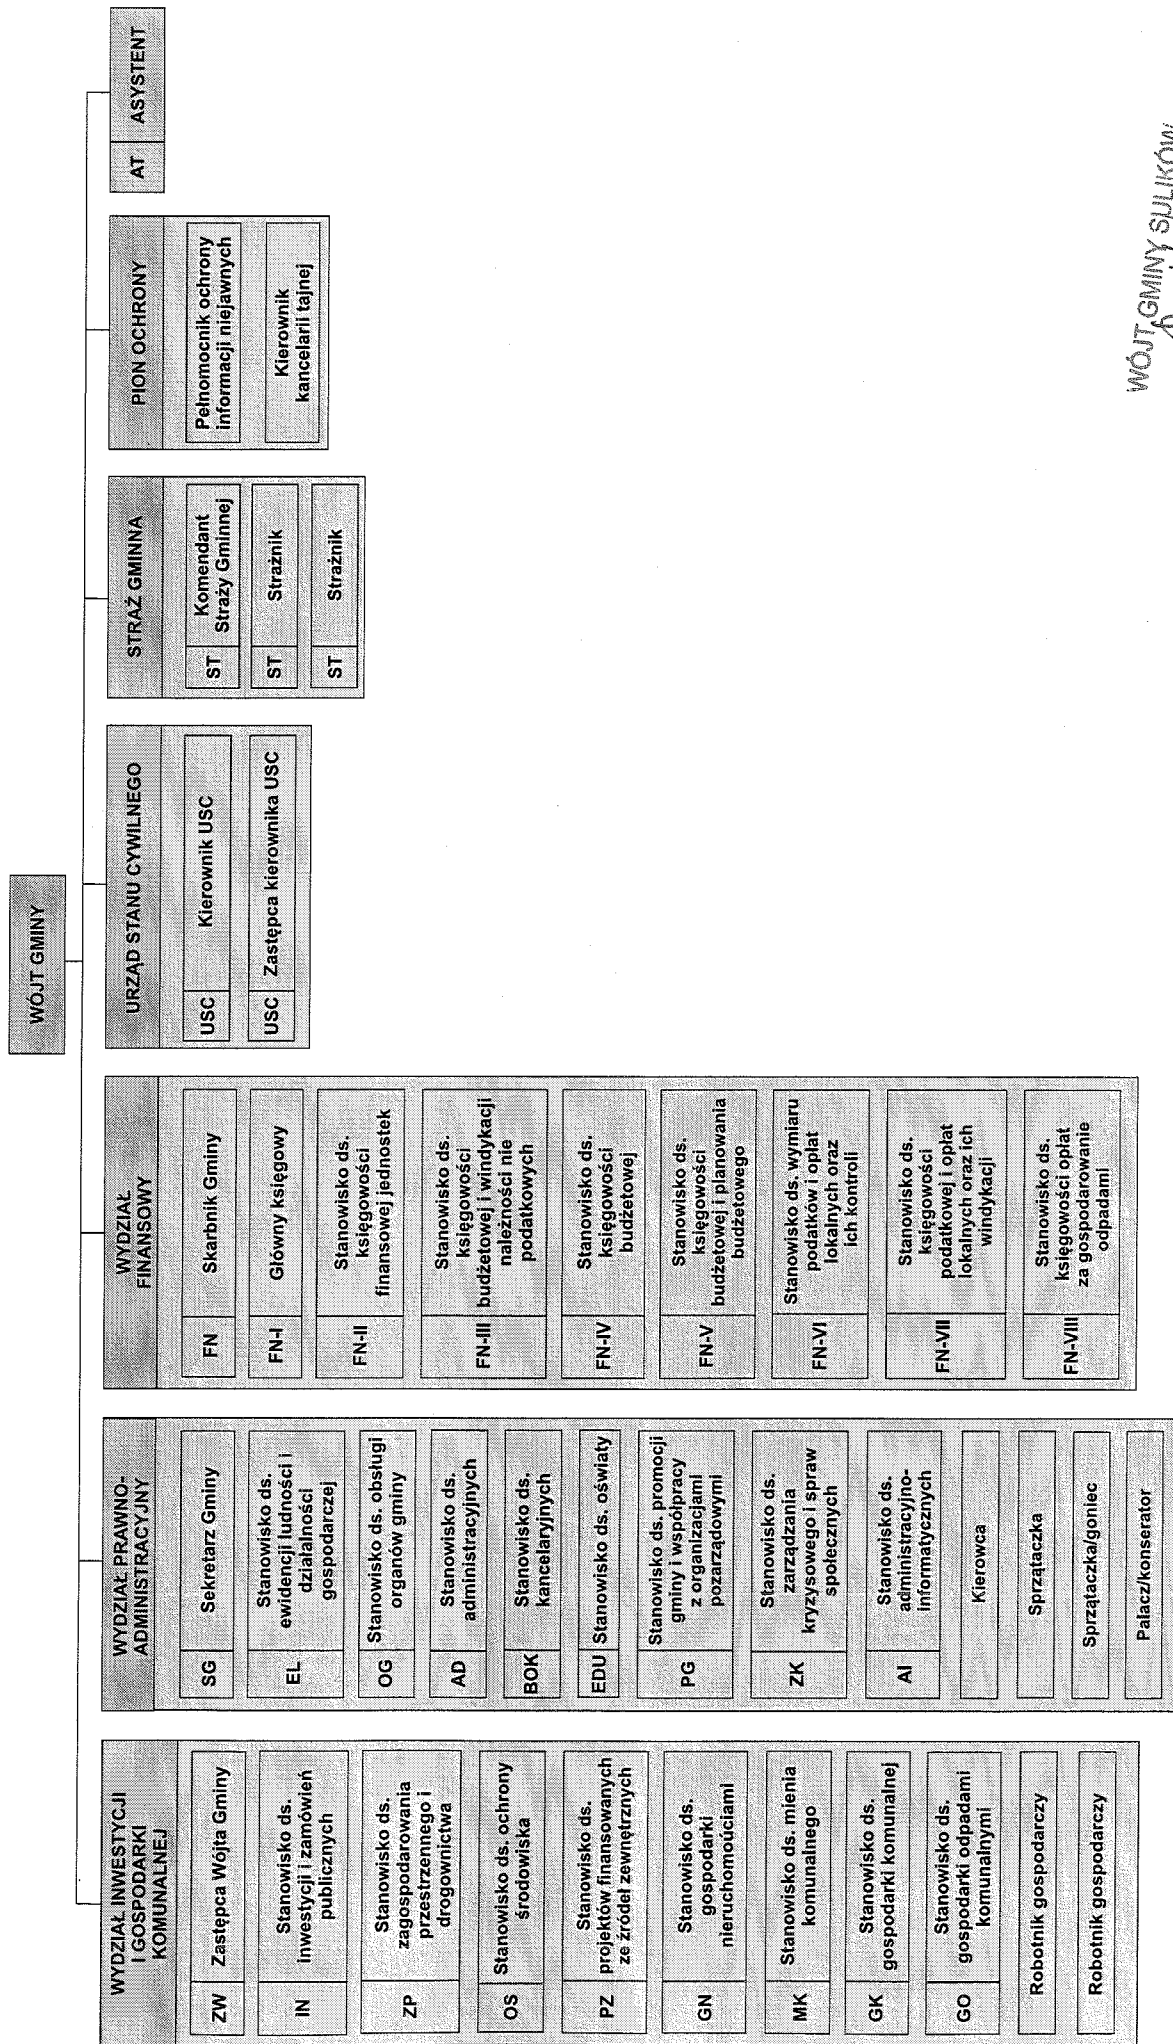 WÓJT GMINY
WYDZIAŁ INWESTYCJI
I GOSPODARKI
KOMUNALNEJ
ZW
Zastępca Wójta Gminy
IN
Stanowisko ds.
inwestycji i zamówień
publicznych
ZP
Stanowisko ds.
zagospodarowania
przestrzennego i
drogownictwa
OS
Stanowisko ds. ochrony
środowiska
PZ
Stanowisko ds.
projektów finansowanych
ze źródeł zewnętrznych
GN
Stanowisko ds.
gospodarki
nieruchomoúciami
MK
Stanowisko ds. mienia
komunalnego
GK
Stanowisko ds.
gospodarki komunalnej
GO
Stanowisko ds.
gospodarki odpadami
komunalnymi
Robotnik gospodarczy
Robotnik gospodarczy
WYDZIAŁ PRAWNO-
ADMINISTRACYJNY
SG
Sekretarz Gminy
EL
Stanowisko ds.
ewidencji ludności i
działalności
gospodarczej
OG
Stanowisko ds. obsługi
organów gminy
AD
Stanowisko ds.
administracyjnych
BOK
Stanowisko ds.
kancelaryjnych
EDU
Stanowisko ds. oświaty
PG
Stanowisko ds. promocji
gminy i współpracy
z organizacjami
pozarządowymi
ZK
Stanowisko ds.
zarządzania
kryzysowego i spraw
społecznych
AI
Stanowisko ds.
administracyjno-
informatycznych
Kierowca
Sprzątaczka
Sprzątaczka/goniec
Palacz/konserator
WYDZIAŁ
FINANSOWY
FN
Skarbnik Gminy
FN-I
Główny księgowy
FN-II
Stanowisko ds.
księgowości
finansowej jednostek
FN-III
Stanowisko ds.
księgowości
budżetowej i windykacji
należności nie
podatkowych
FN-IV
Stanowisko ds.
księgowości
budżetowej
FN-V
Stanowisko ds.
księgowości
budżetowej i planowania
budżetowego
FN-VI
Stanowisko ds. wymiaru
podatków i opłat
lokalnych oraz
ich kontroli
FN-VII
Stanowisko ds.
księgowości
podatkowej i opłat
lokalnych oraz ich
windykacji
FN-VIII
Stanowisko ds.
księgowości opłat
za gospodarowanie
odpadami
URZĄD STANU CYWILNEGO
USC
Kierownik USC
USC
Zastępca kierownika USC
STRAŻ GMINNA
ST
Komendant
Straży Gminnej
ST
Strażnik
ST
Strażnik
PION OCHRONY
Pełnomocnik ochrony
informacji niejawnych
Kierownik
kancelarii tajnej
AT
ASYSTENT
WÓJT GMINY SULIKÓW